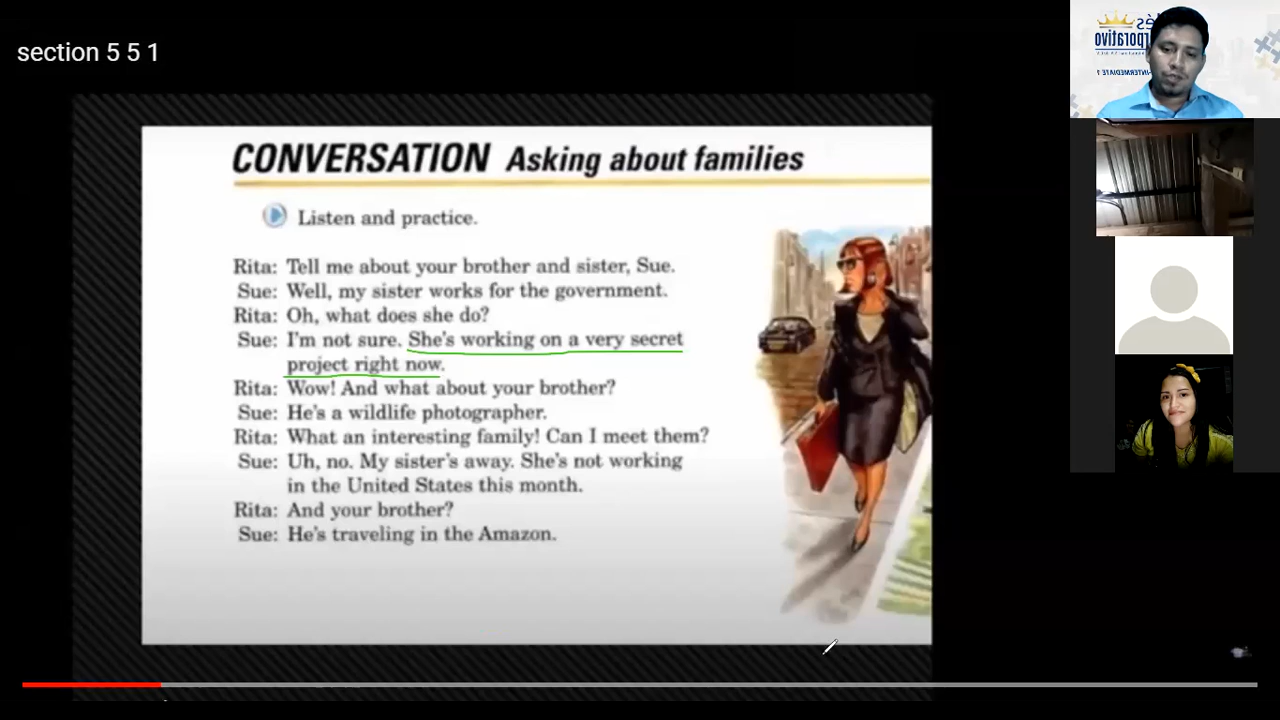 section 5 5 1
és
rporativo
-INTERMEDIATE 1
CONVERSATION Asking about families
Listen and practice.
Rita: Tell me about your brother and sister, Sue.
Sue: Well, my sister works for the government.
Rita: Oh, what does she do?
Sue: I'm not sure. She's working on a very secret
project right now.
Rita: Wow! And what about your brother?
Sue: He's a wildlife photographer.
Rita: What an interesting family! Can I meet them?
Sue: Uh, no. My sister's away. She's not working
in the United States this month.
Rita: And your brother?
Sue: He's traveling in the Amazon.